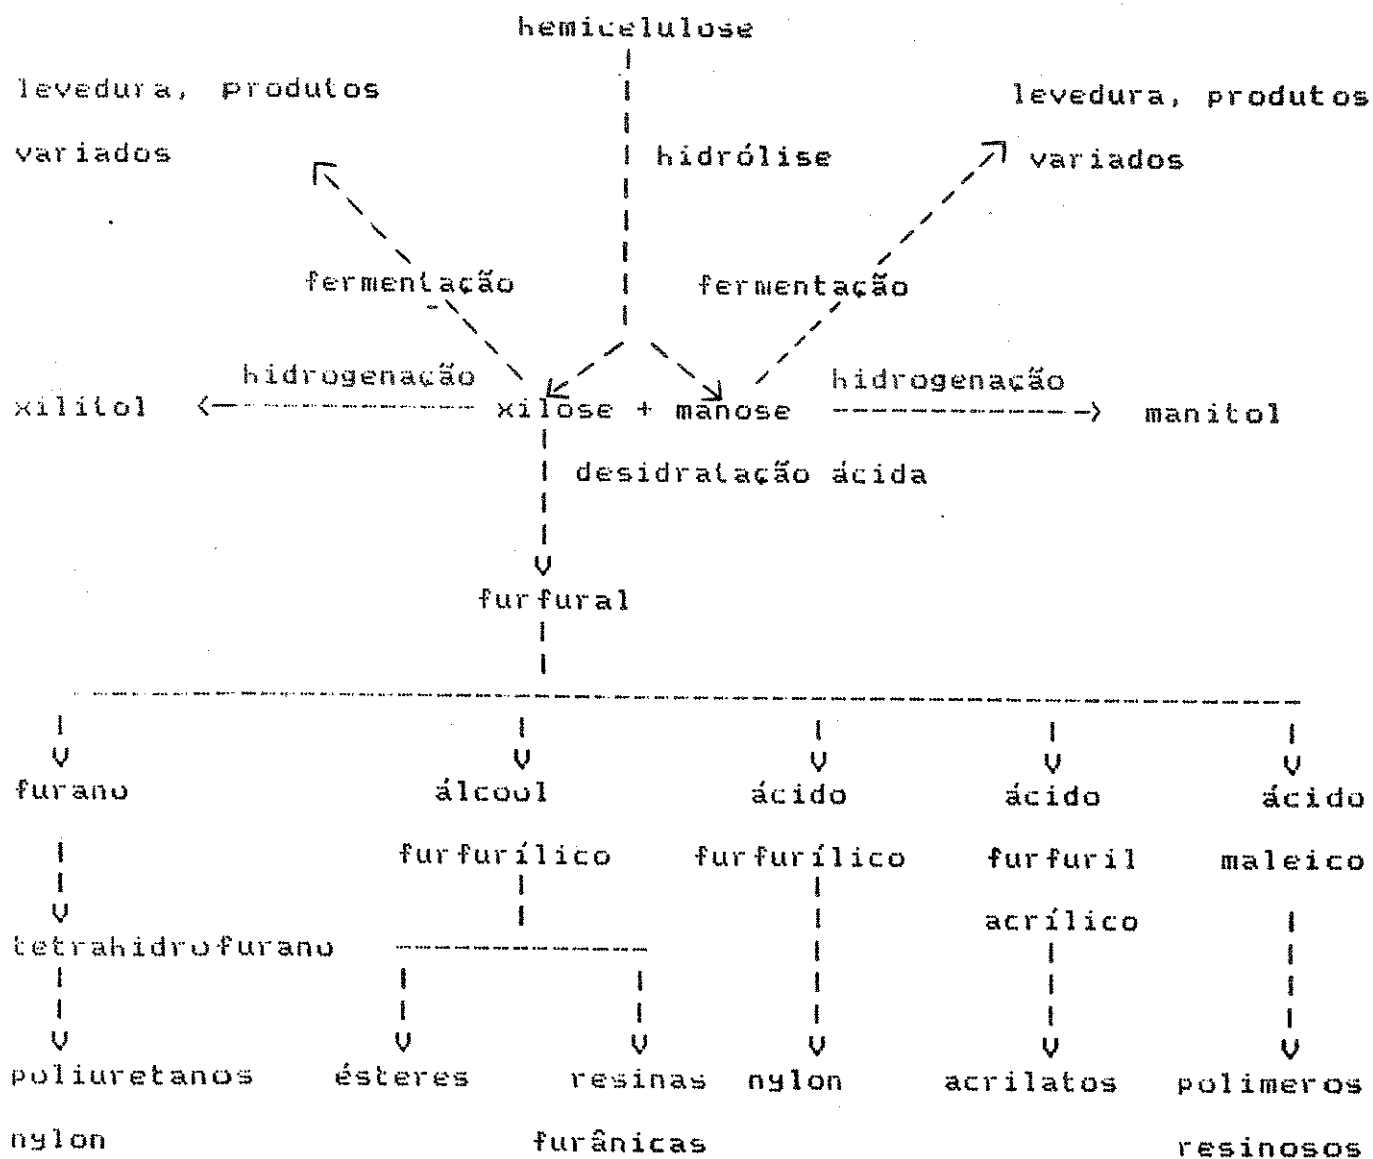 hemicelulose
levedura, produtos
variados
levedura, produtos
variados
hidrólise
fermentação
fermentação
hidrogenação
hidrogenação
xilitol
xilose + manose
manitol
desidratação ácida
furfural
furano
álcool
ácido
ácido
ácido
furfurílico
furfurílico
furfuril
maleico
acrílico
tetrahidrofurano
poliuretanos
ésteres
resinas
nylon
acrilatos
polimeros
nylon
furânicas
resinosos